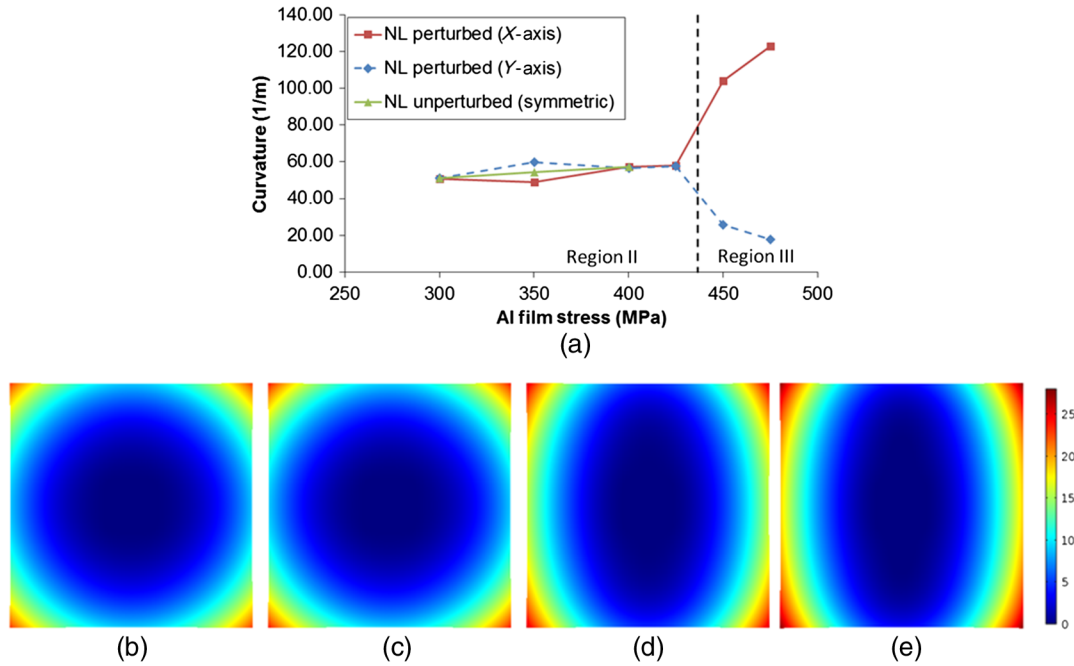 140.00
120.00
100.00
80.00
60.00
40.00
20.00
0.00
Curvature (1/m)
NL perturbed (X-axis)
NL perturbed (Y-axis)
NL unperturbed (symmetric)
Region II
Region III
250 300 350 400 450 500
Al film stress (MPa)
(a)
25
20
15
10
5
0
(b) (c) (d) (e)